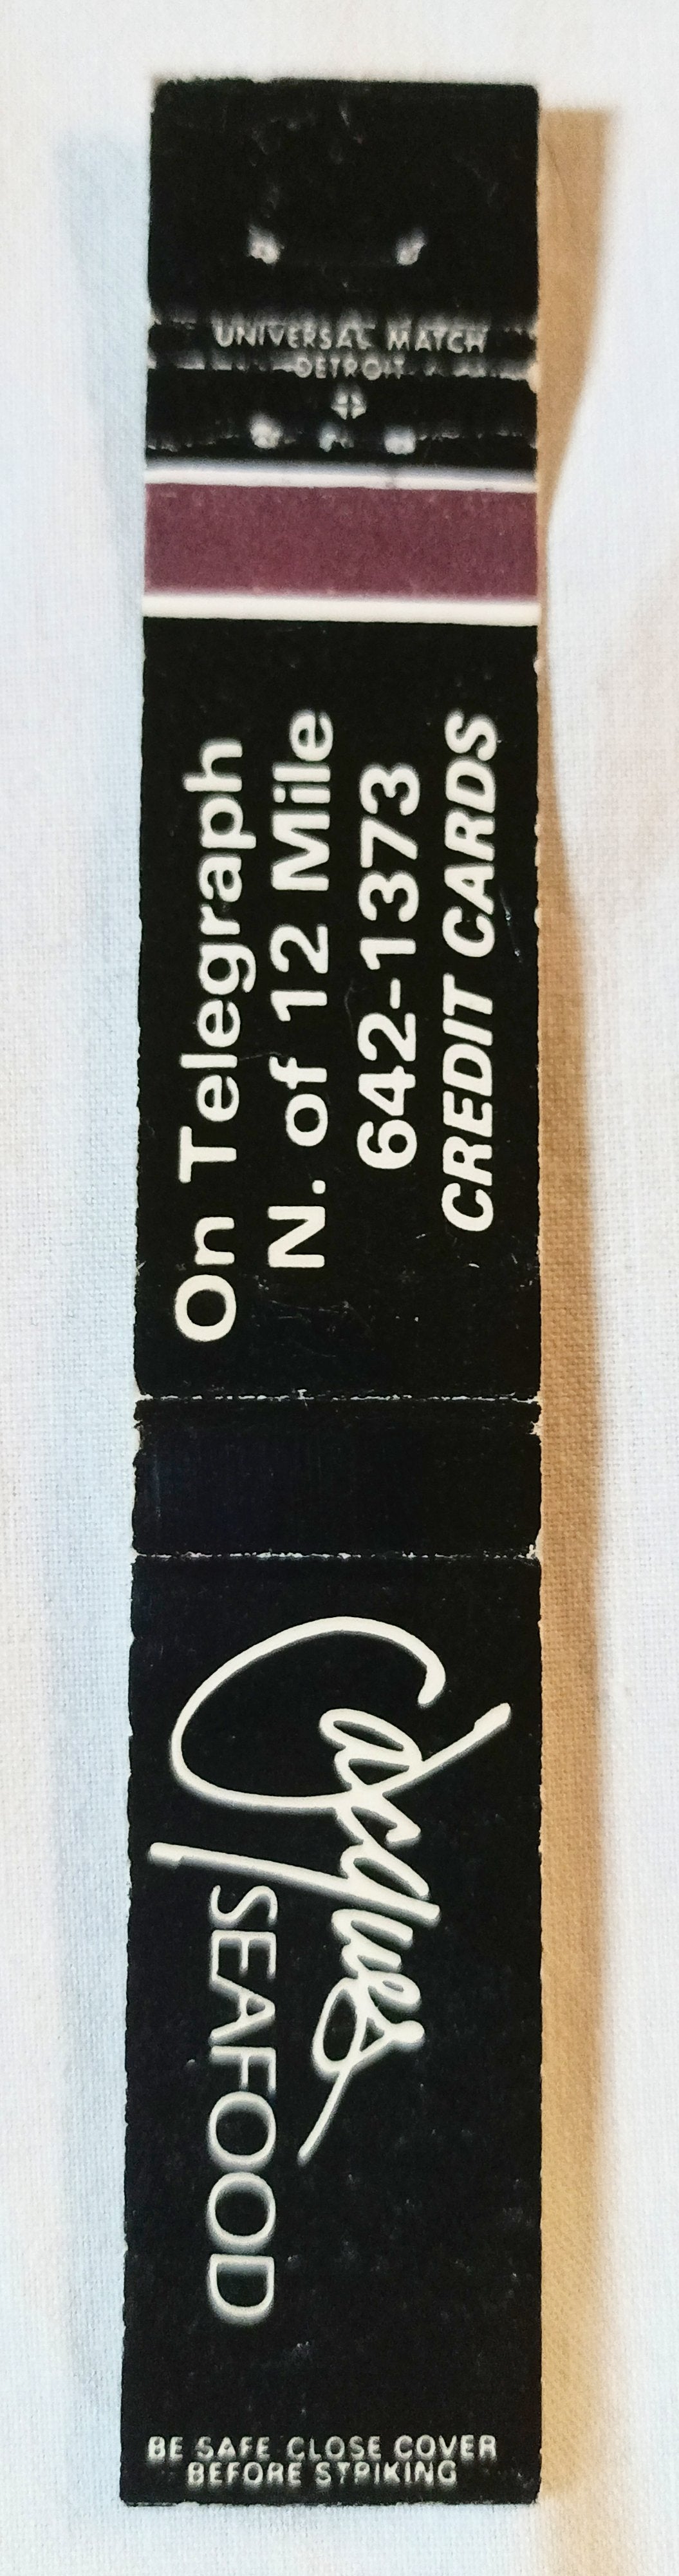 UNIVERSAL MATCH
DETROIT
On Telegraph
N. of 12 Mile
642-1373
CREDIT CARDS
Jacques
SEAFOOD
BE SAFE CLOSE COVER
BEFORE STRIKING